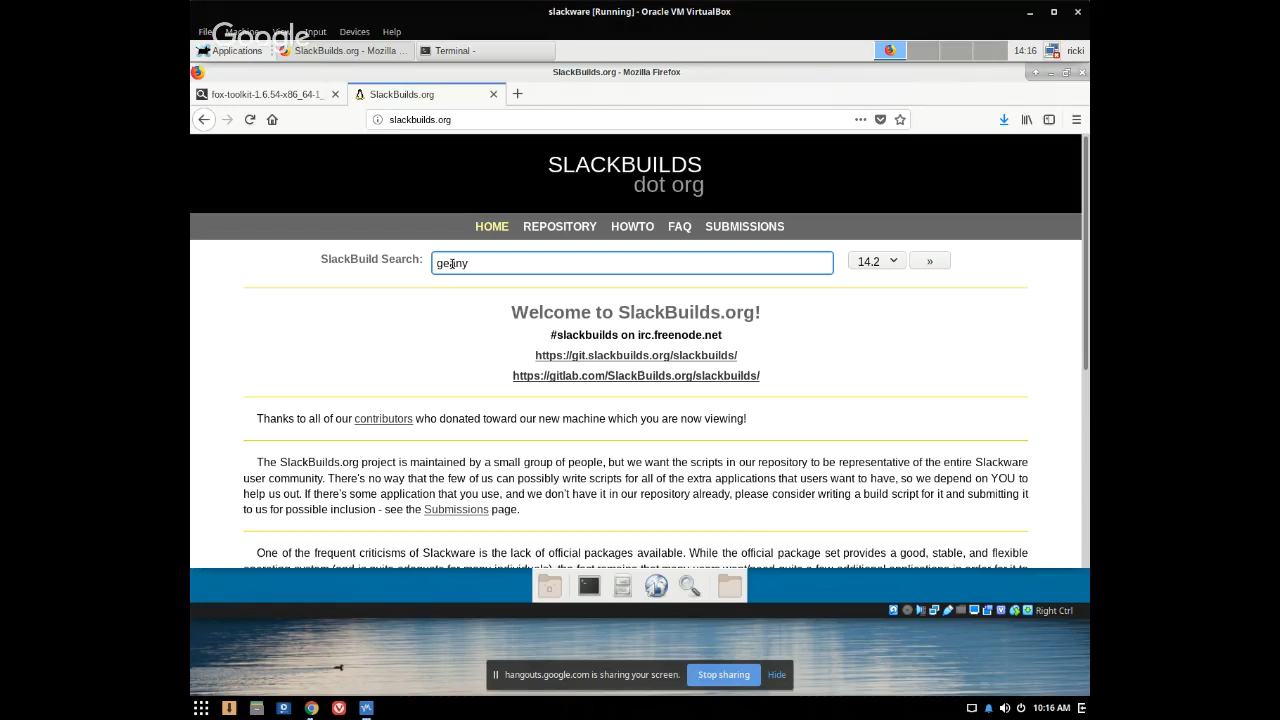 slackware [Running] - Oracle VM VirtualBox
Google
File Machine View Input Devices Help
Applications
SlackBuilds.org - Mozilla ...
Terminal -
14:16
ricki
SlackBuilds.org - Mozilla Firefox
fox-toolkit-1.6.54-x86_64-1_
SlackBuilds.org
slackbuilds.org
SLACKBUILDS
dot org
HOME REPOSITORY HOWTO FAQ SUBMISSIONS
SlackBuild Search:
geany
14.2
»
Welcome to SlackBuilds.org!
#slackbuilds on irc.freenode.net
https://git.slackbuilds.org/slackbuilds/
https://gitlab.com/SlackBuilds.org/slackbuilds/
Thanks to all of our contributors who donated toward our new machine which you are now viewing!
The SlackBuilds.org project is maintained by a small group of people, but we want the scripts in our repository to be representative of the entire Slackware
user community. There's no way that the few of us can possibly write scripts for all of the extra applications that users want to have, so we depend on YOU to
help us out. If there's some application that you use, and we don't have it in our repository already, please consider writing a build script for it and submitting it
to us for possible inclusion - see the Submissions page.
One of the frequent criticisms of Slackware is the lack of official packages available. While the official package set provides a good, stable, and flexible
Right Ctrl
hangouts.google.com is sharing your screen.
Stop sharing
Hide
10:16 AM